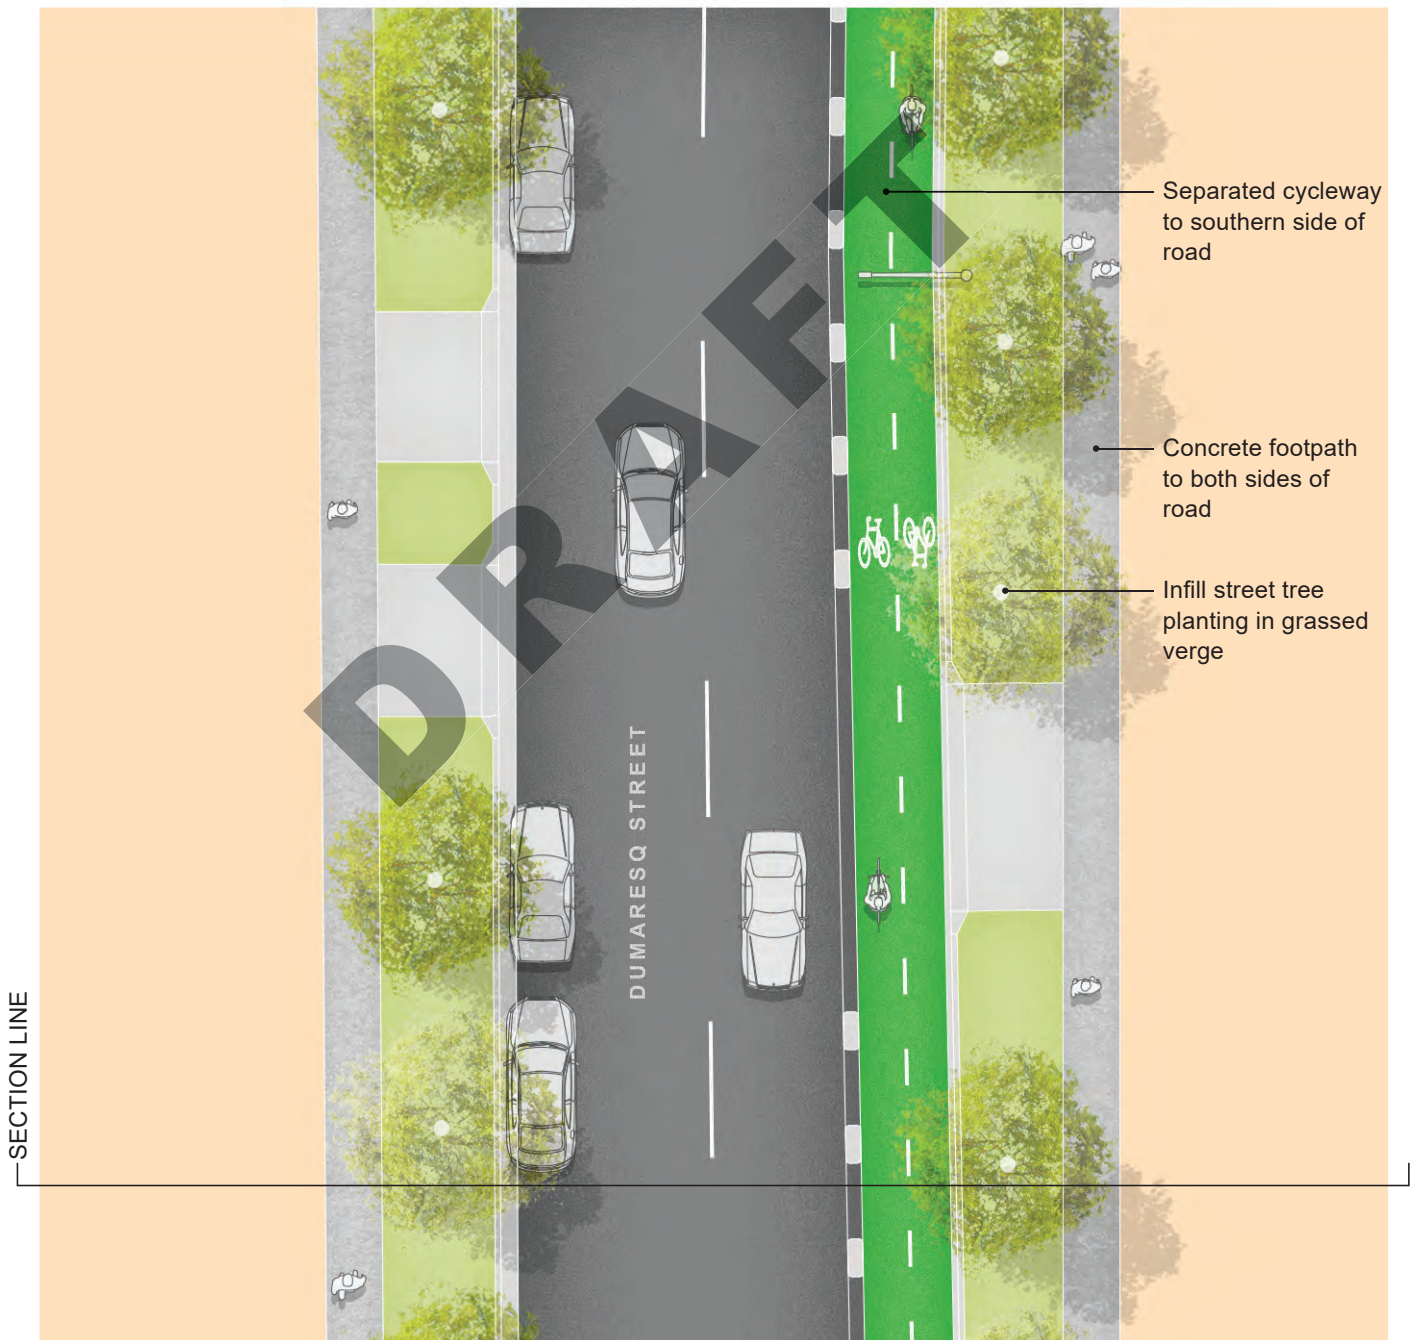 Separated cycleway
to southern side of
road
Concrete footpath
to both sides of
road
Infill street tree
planting in grassed
verge
DRAFT
DUMARESQ STREET
SECTION LINE